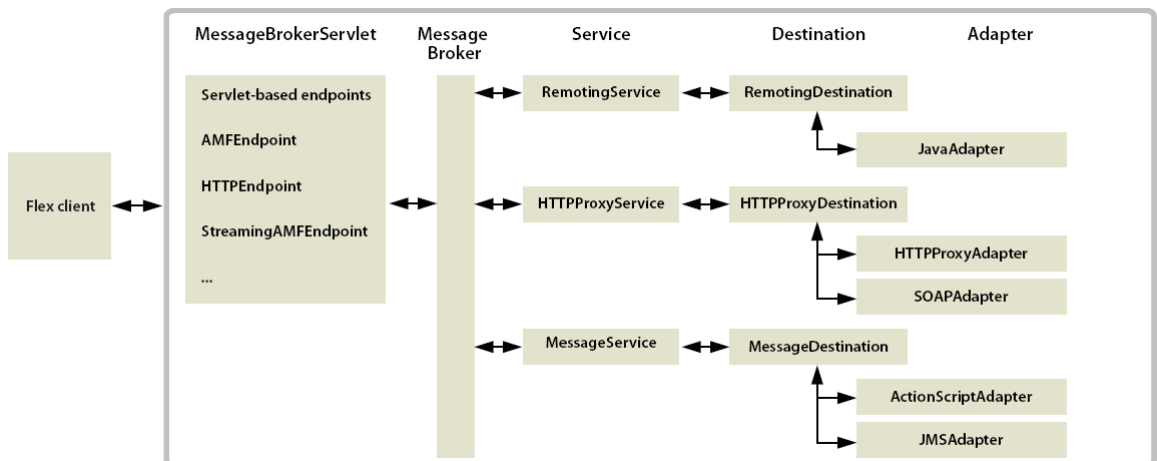 MessageBrokerServlet
Message
Broker
Service
Destination
Adapter
Servlet-based endpoints
AMFEndpoint
HTTPEndpoint
StreamingAMFEndpoint
...
Flex client
RemotingService
RemotingDestination
JavaAdapter
HTTPProxyService
HTTPProxyDestination
HTTPProxyAdapter
SOAPAdapter
MessageService
MessageDestination
ActionScriptAdapter
JMSAdapter